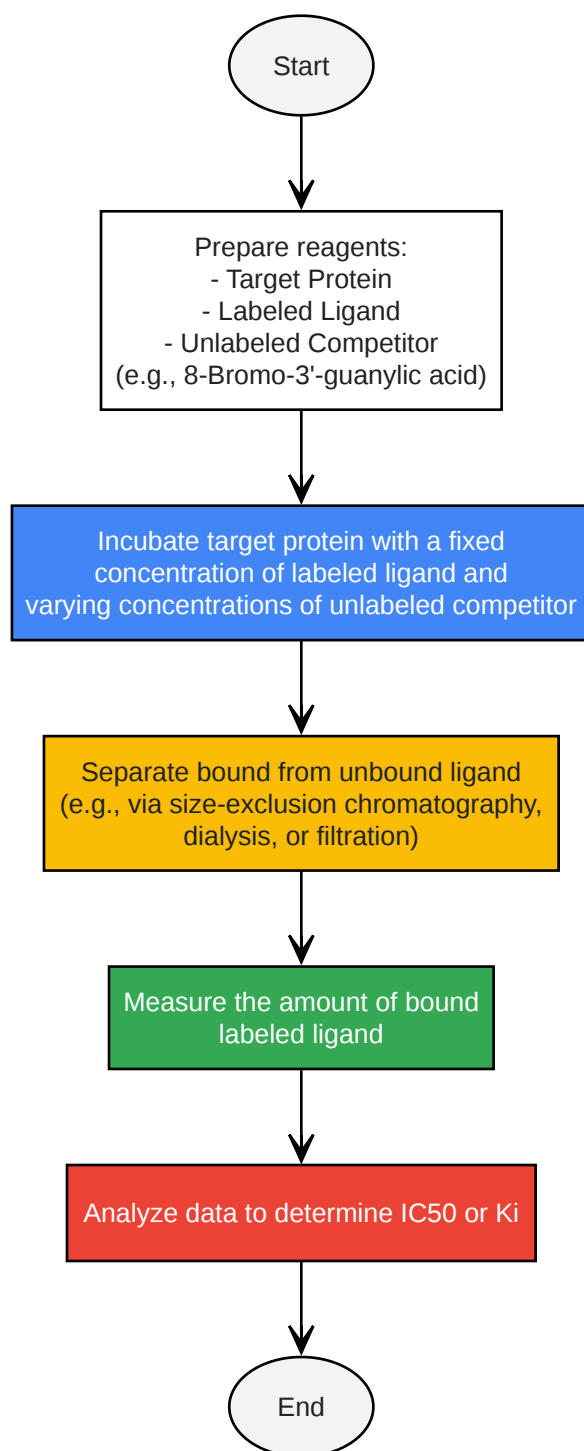 Start
Prepare reagents:
- Target Protein
- Labeled Ligand
- Unlabeled Competitor
(e.g., 8-Bromo-3'-guanylic acid)
Incubate target protein with a fixed
concentration of labeled ligand and
varying concentrations of unlabeled competitor
Separate bound from unbound ligand
(e.g., via size-exclusion chromatography,
dialysis, or filtration)
Measure the amount of bound
labeled ligand
Analyze data to determine IC50 or Ki
End